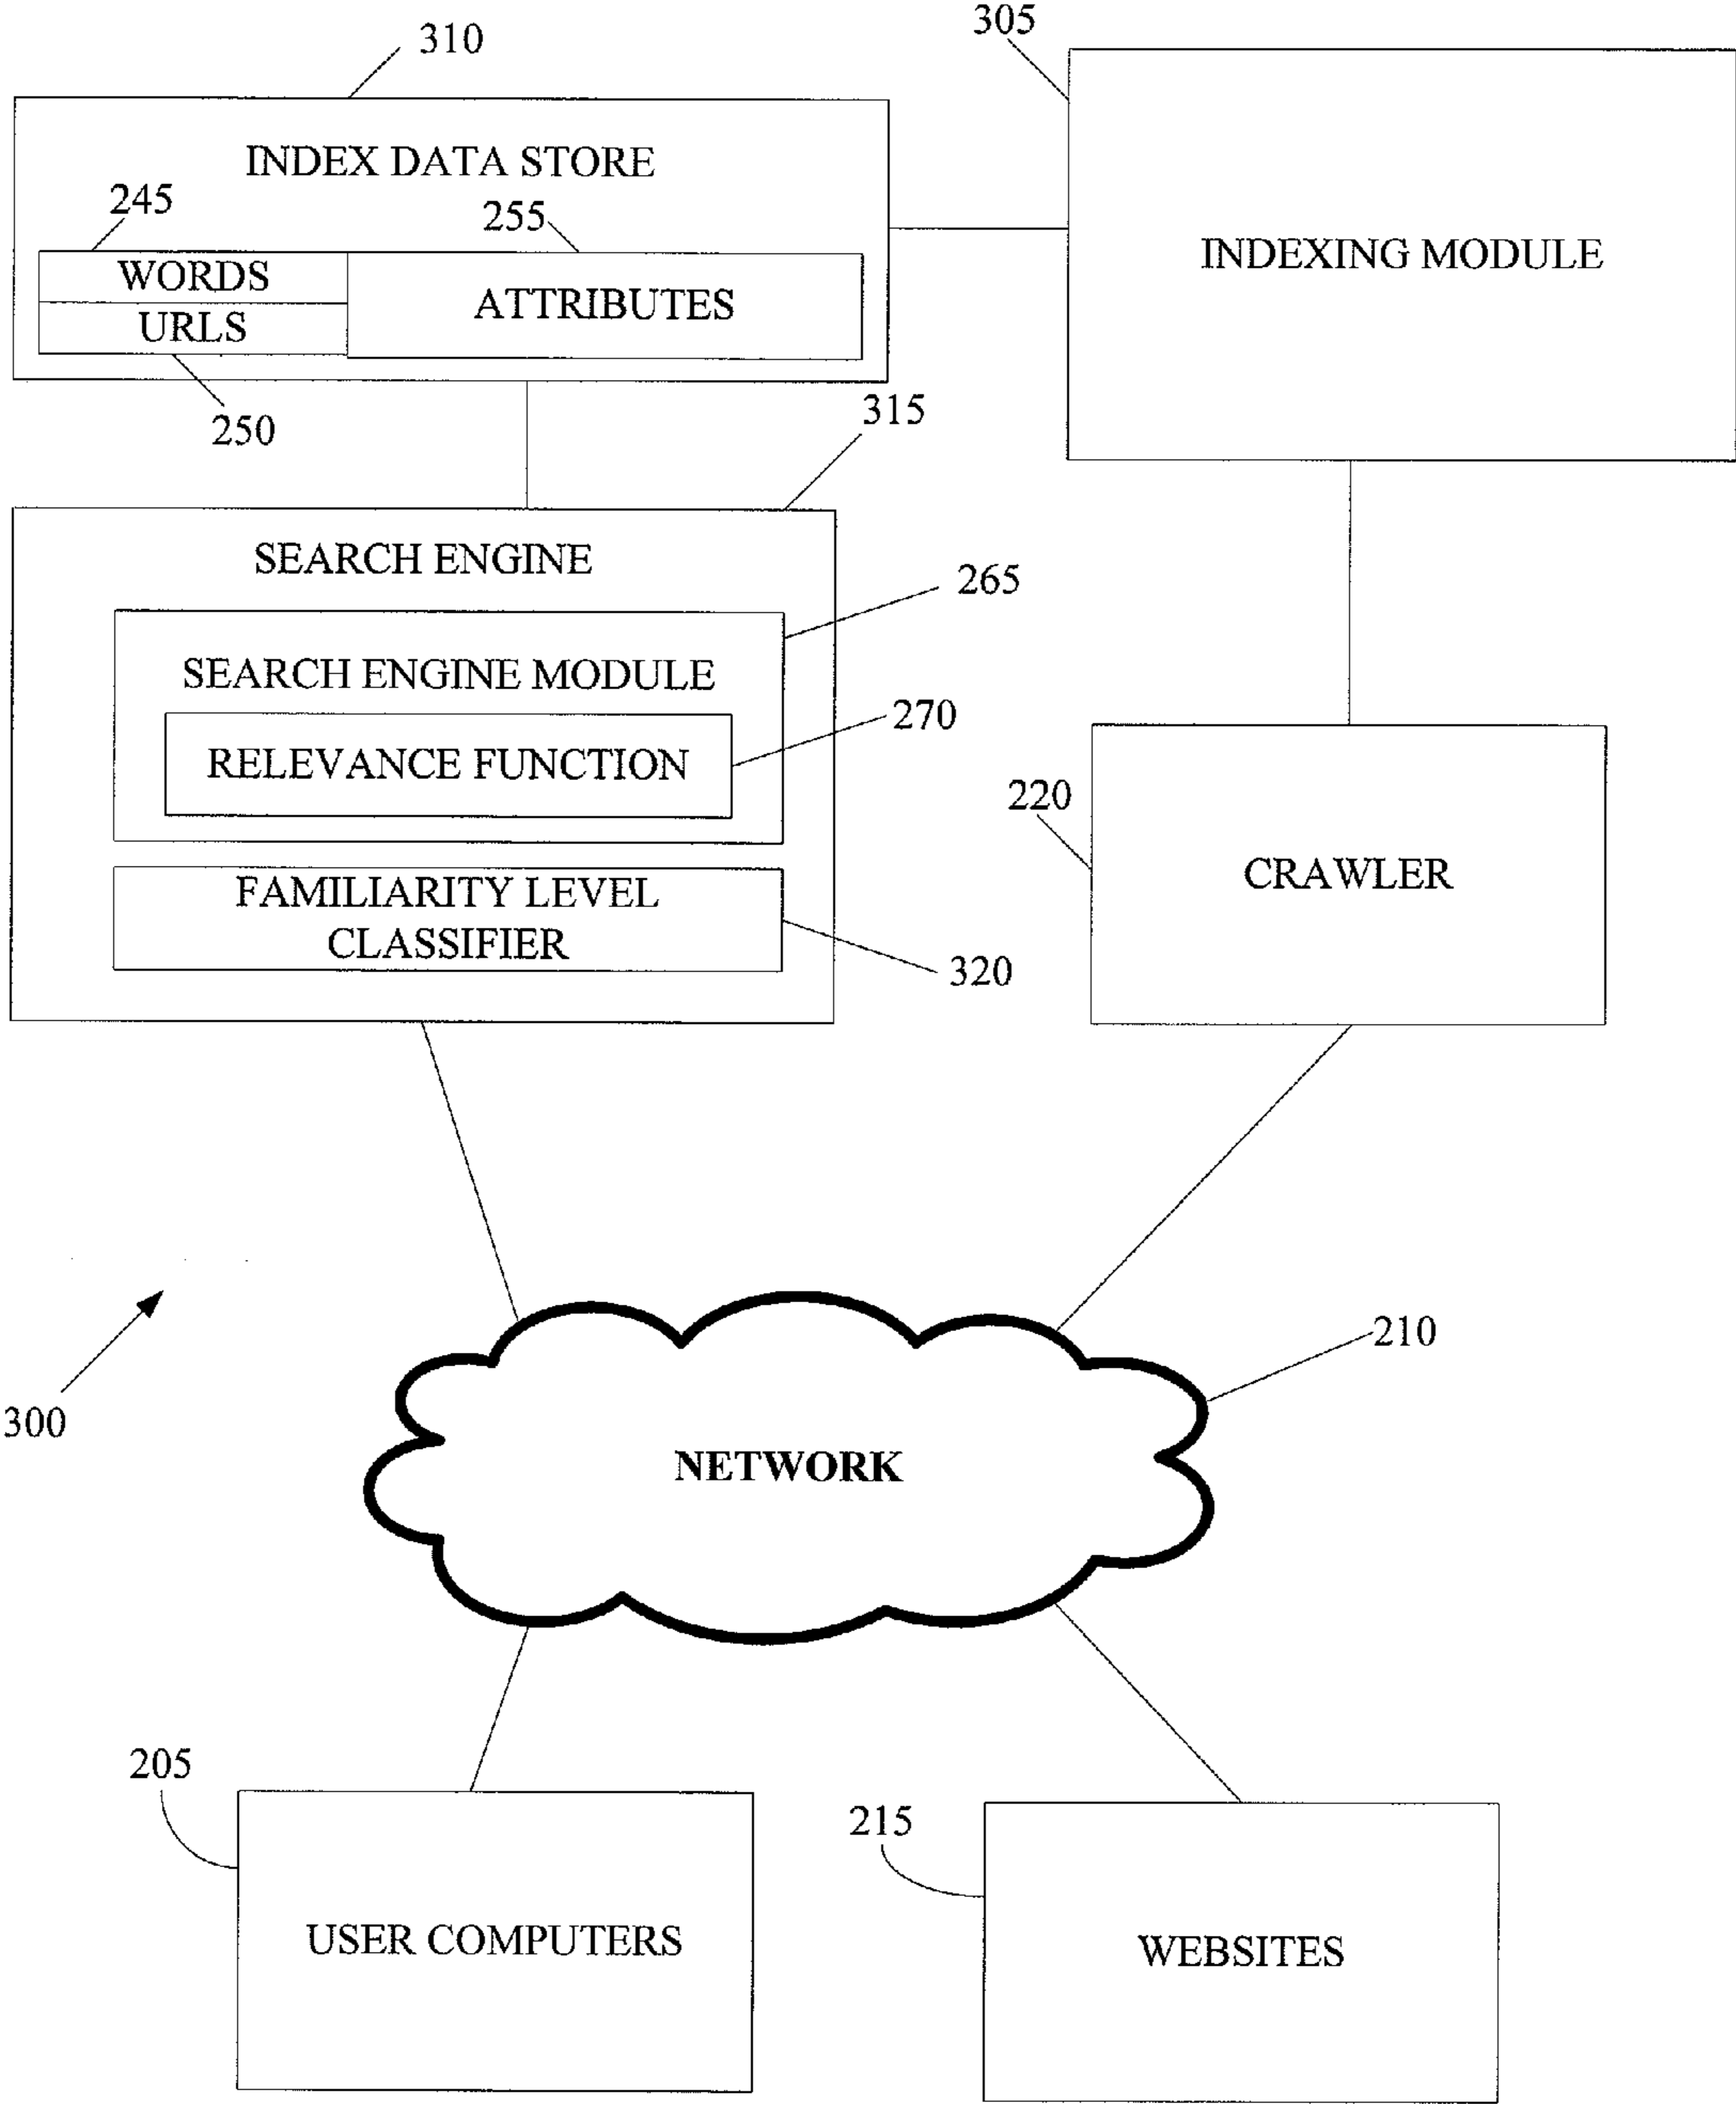 305
310
INDEX DATA STORE
245
255
WORDS
ATTRIBUTES
URLS
250
INDEXING MODULE
315
SEARCH ENGINE
265
SEARCH ENGINE MODULE
270
RELEVANCE FUNCTION
FAMILIARITY LEVEL
CLASSIFIER
320
220
CRAWLER
210
300
NETWORK
205
USER COMPUTERS
215
WEBSITES